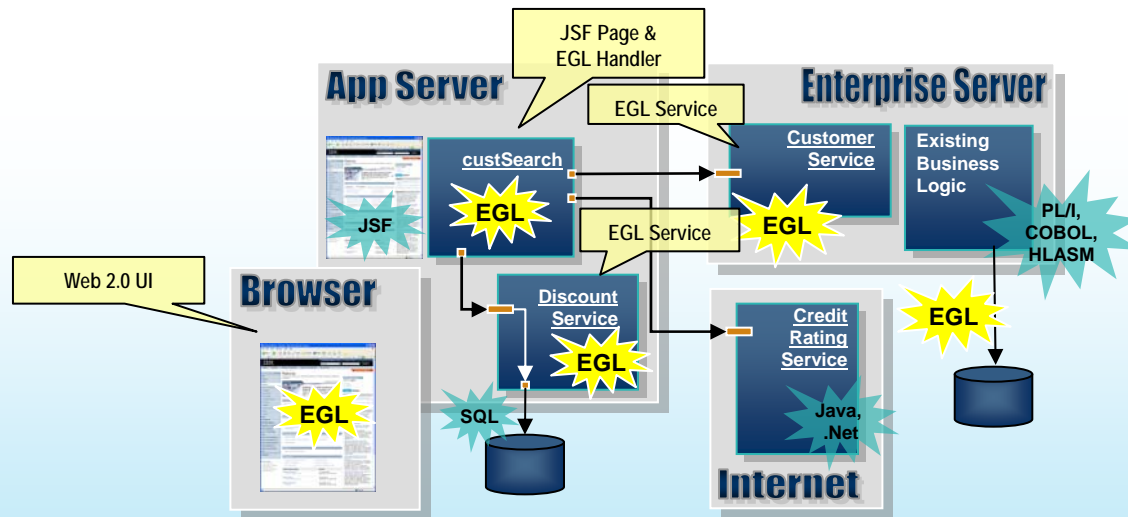 JSF Page &
EGL Handler
App Server
Enterprise Server
EGL Service
custSearch
EGL
JSF
Customer
Service
EGL
Existing
Business
Logic
PL/I,
COBOL,
HLASM
EGL Service
Web 2.0 UI
Browser
EGL
Discount
Service
EGL
SQL
Credit
Rating
Service
Java,
.Net
Internet
EGL